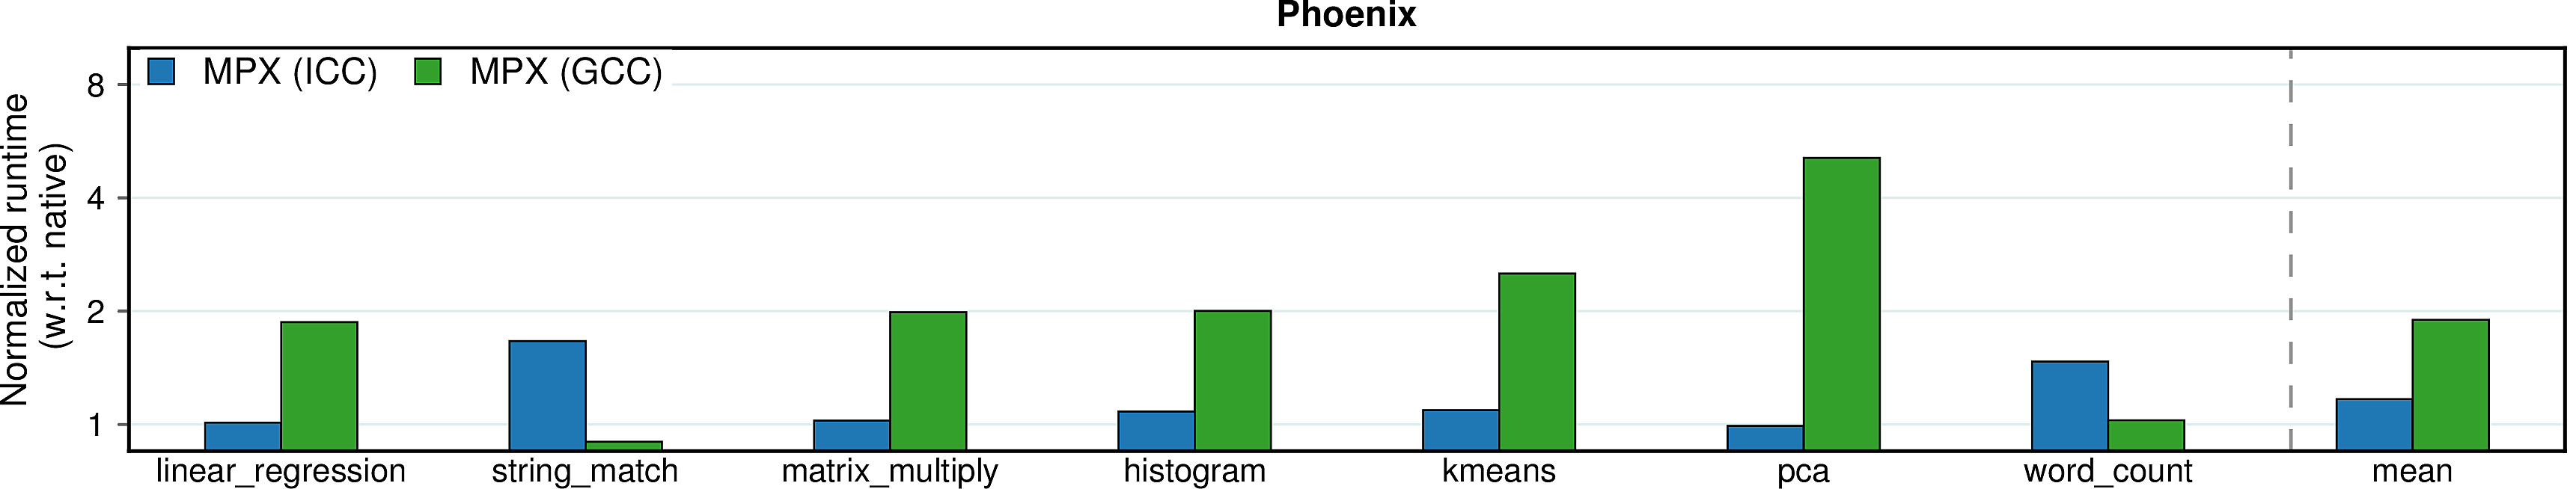 Phoenix
MPX (ICC) MPX (GCC)
Normalized runtime
(w.r.t. native)
8
4
2
1
linear_regression string_match matrix_multiply histogram kmeans pca word_count mean